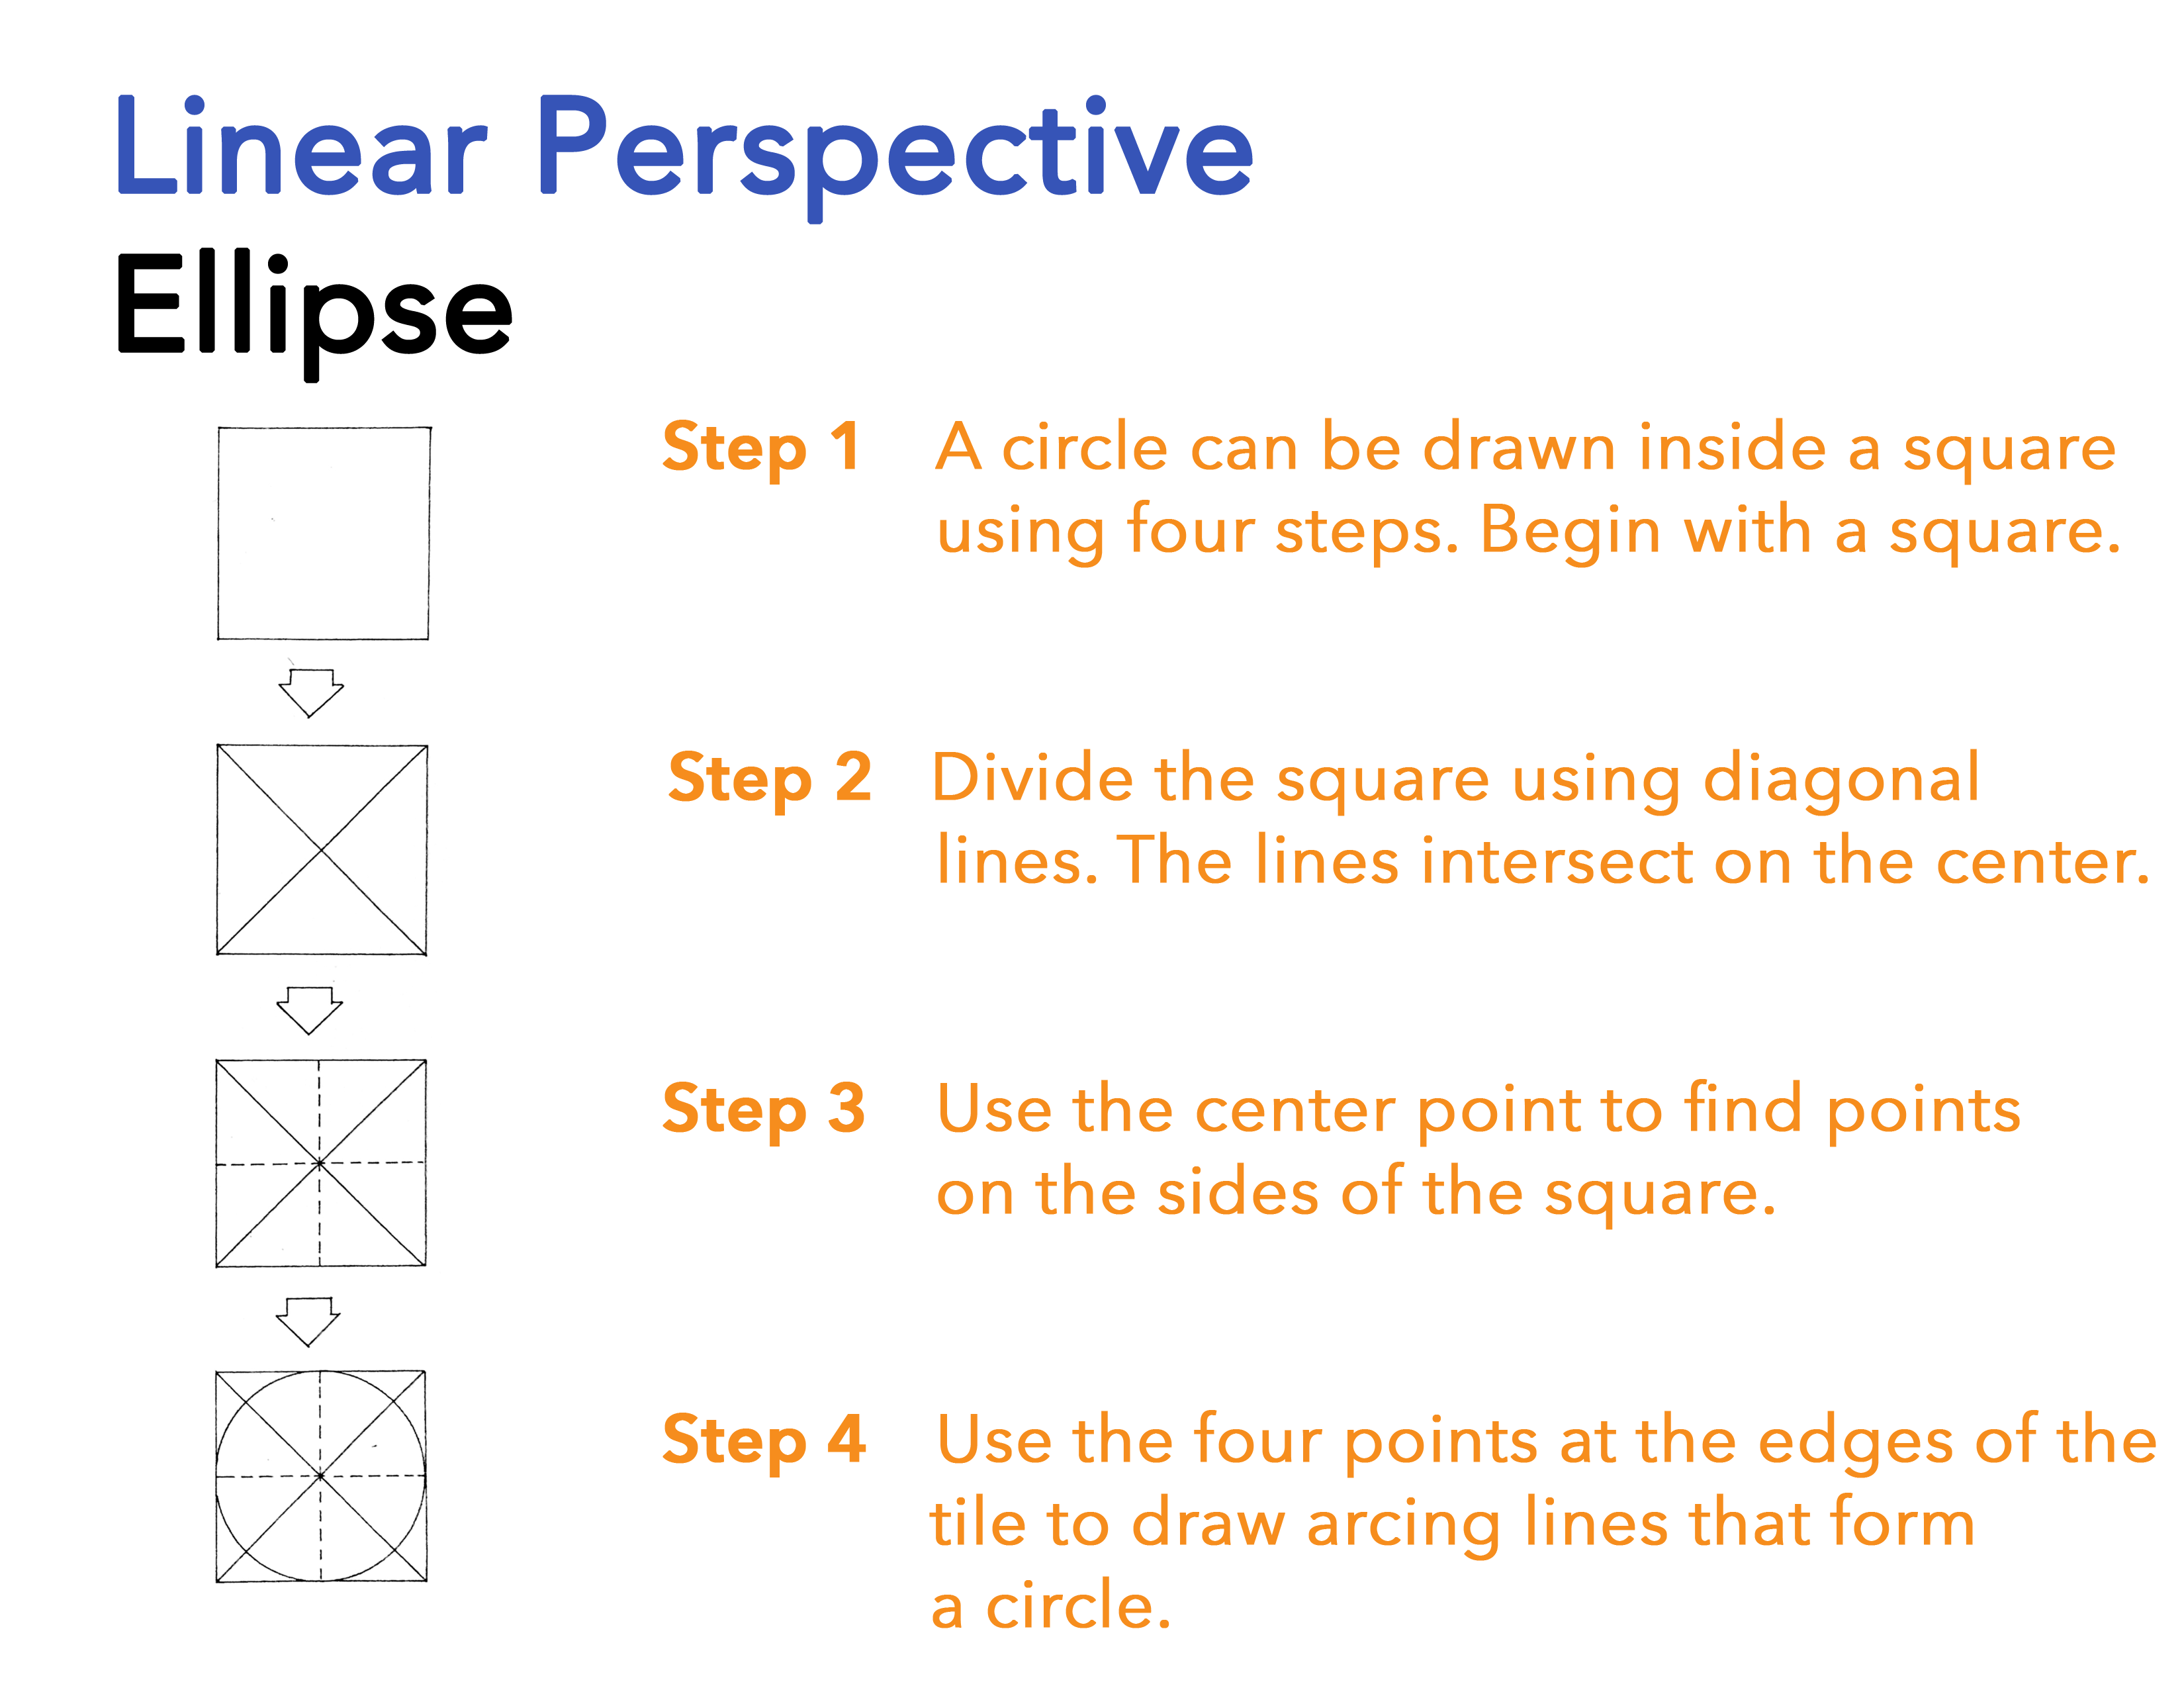 Linear Perspective
Ellipse
Step 1 A circle can be drawn inside a square
using four steps. Begin with a square.
Step 2 Divide the square using diagonal
lines. The lines intersect on the center.
Step 3 Use the center point to find points
on the sides of the square.
Step 4 Use the four points at the edges of the
tile to draw arcing lines that form
a circle.